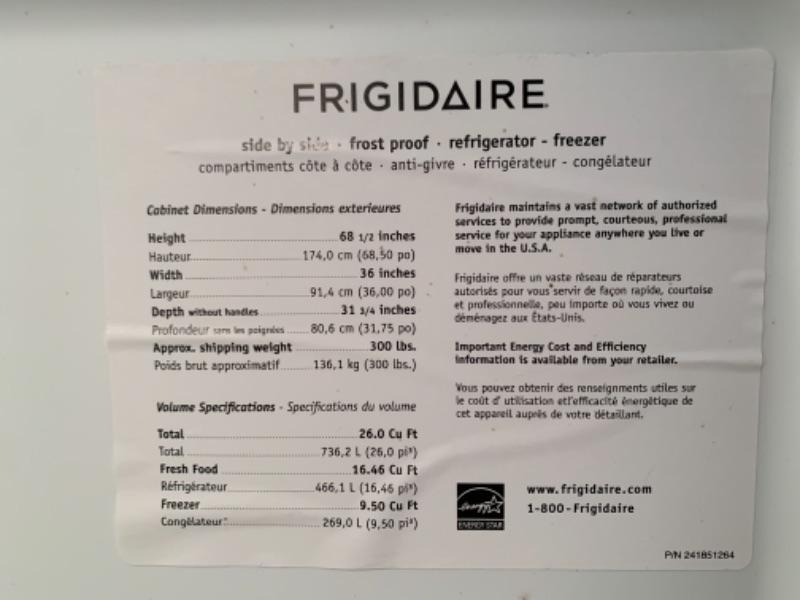 FRIGIDAIRE
side by side · frost proof · refrigerator - freezer
compartiments côte à côte · anti-givre · réfrigérateur - congélateur
Cabinet Dimensions - Dimensions exterieures
Height 68 1/2 inches
Hauteur 174,0 cm (68,50 po)
Width 36 inches
Largeur 91,4 cm (36,00 po)
Depth without handles 31 3/4 inches
Profondeur sans les poignées 80,6 cm (31,75 po)
Approx. shipping weight 300 lbs.
Poids brut approximatif 136,1 kg (300 lbs.)
Volume Specifications - Specifications du volume
Total 26.0 Cu Ft
Total 736,2 L (26,0 pi³)
Fresh Food 16.46 Cu Ft
Réfrigérateur 466,1 L (16,46 pi³)
Freezer 9.50 Cu Ft
Congélateur 269,0 L (9,50 pi³)
Frigidaire maintains a vast network of authorized
services to provide prompt, courteous, professional
service for your appliance anywhere you live or
move in the U.S.A.
Frigidaire offre un vaste réseau de réparateurs
autorisés pour vous servir de façon rapide, courtoise
et professionnelle, peu importe où vous vivez ou
déménagez aux États-Unis.
Important Energy Cost and Efficiency
information is available from your retailer.
Vous pouvez obtenir des renseignments utiles sur
le coût d' utilisation etl'efficacité énergétique de
cet appareil auprès de votre détaillant.
energy
ENERGY STAR
www.frigidaire.com
1-800-Frigidaire
P/N 241851264